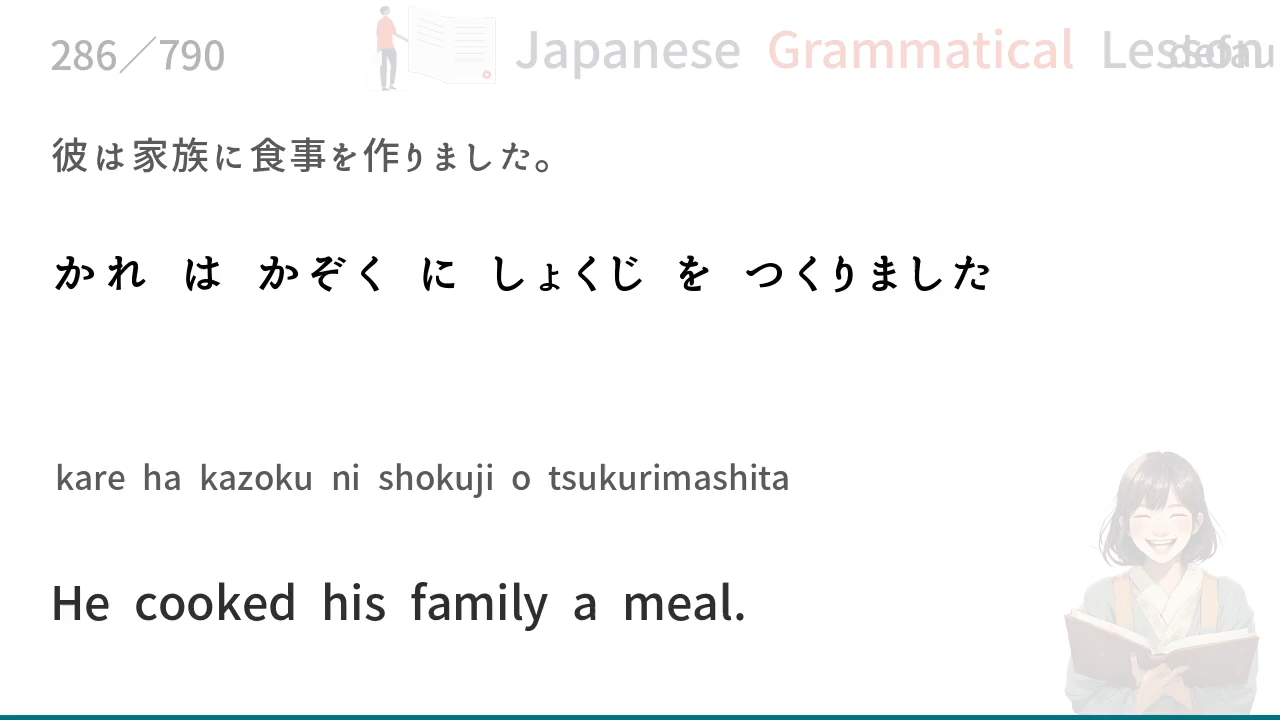 286／790
Japanese Grammatical Lesson
彼は家族に食事を作りました。
かれ は かぞく に しょくじ を つくりました
kare ha kazoku ni shokuji o tsukurimashita
He cooked his family a meal.